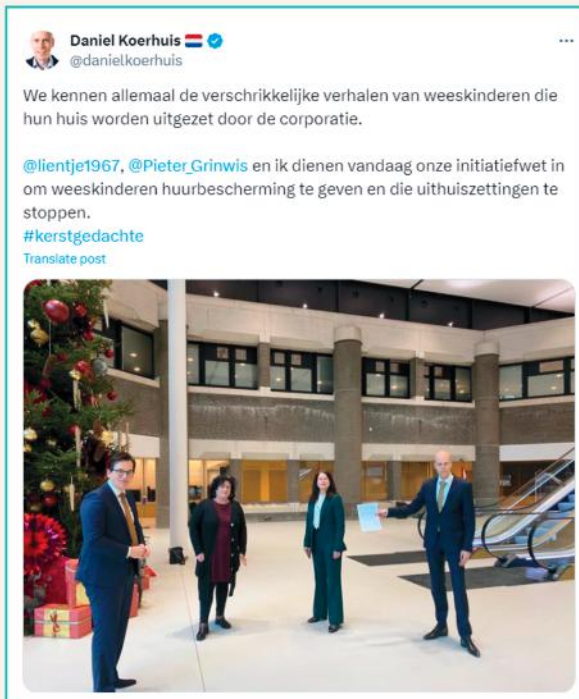 Daniel Koerhuis 🇳🇱
@danielkoerhuis
We kennen allemaal de verschrikkelijke verhalen van weeskinderen die
hun huis worden uitgezet door de corporatie.
@lientje1967, @Pieter_Grinwis en ik dienen vandaag onze initiatiefwet in
om weeskinderen huurbescherming te geven en die uithuiszettingen te
stoppen.
#kerstgedachte
Translate post